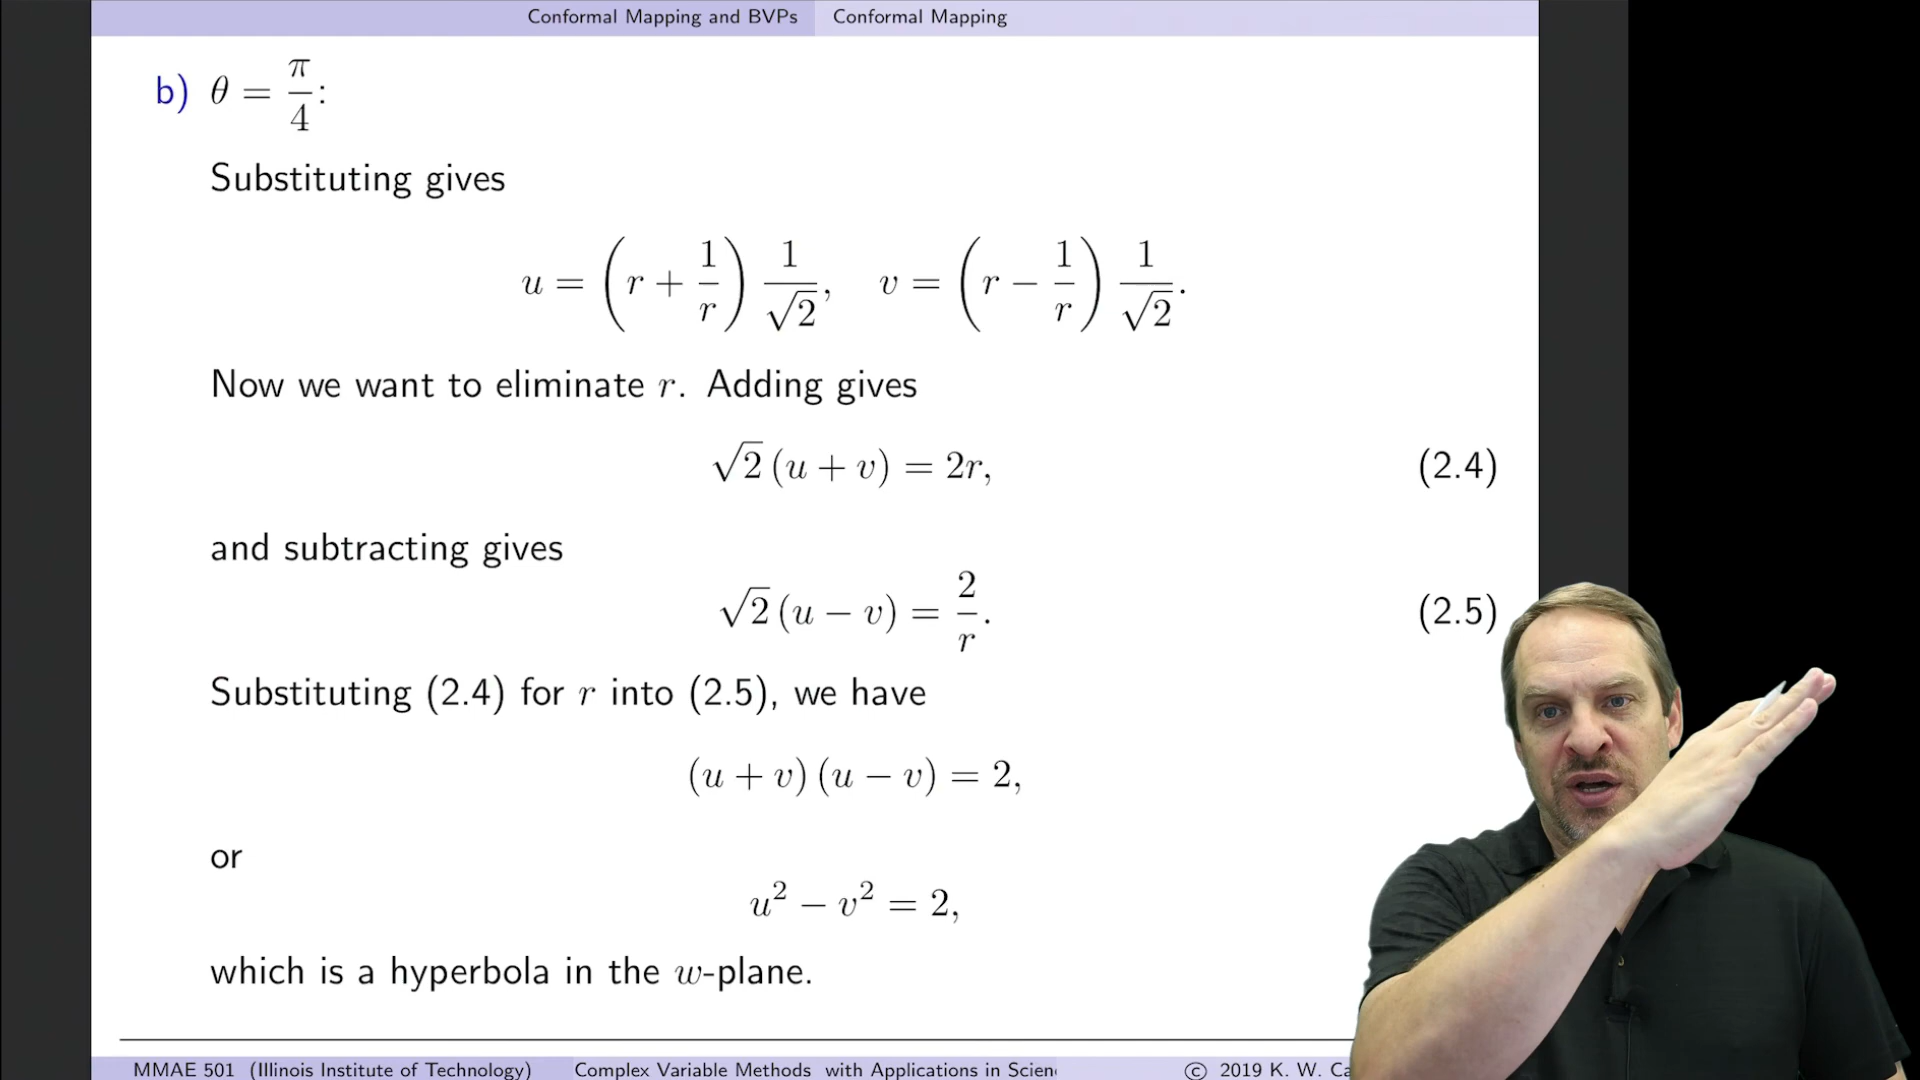 Conformal Mapping and BVPs Conformal Mapping
b) θ = π/4:
Substituting gives
u = (r + 1/r) 1/√2, v = (r − 1/r) 1/√2.
Now we want to eliminate r. Adding gives
√2 (u + v) = 2r, (2.4)
and subtracting gives
√2 (u − v) = 2/r. (2.5)
Substituting (2.4) for r into (2.5), we have
(u + v) (u − v) = 2,
or
u² − v² = 2,
which is a hyperbola in the w-plane.
MMAE 501 (Illinois Institute of Technology) Complex Variable Methods with Applications in © 2019 K. W.